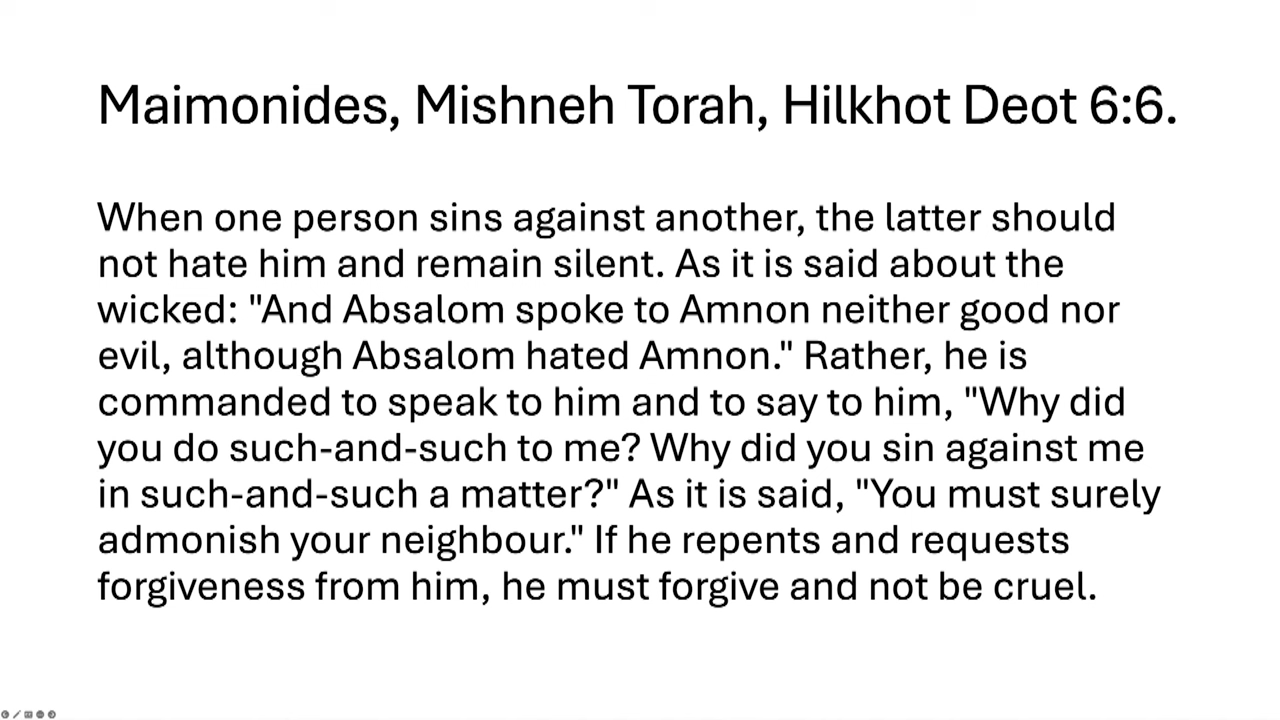 Maimonides, Mishneh Torah, Hilkhot Deot 6:6.
When one person sins against another, the latter should
not hate him and remain silent. As it is said about the
wicked: "And Absalom spoke to Amnon neither good nor
evil, although Absalom hated Amnon." Rather, he is
commanded to speak to him and to say to him, "Why did
you do such-and-such to me? Why did you sin against me
in such-and-such a matter?" As it is said, "You must surely
admonish your neighbour." If he repents and requests
forgiveness from him, he must forgive and not be cruel.